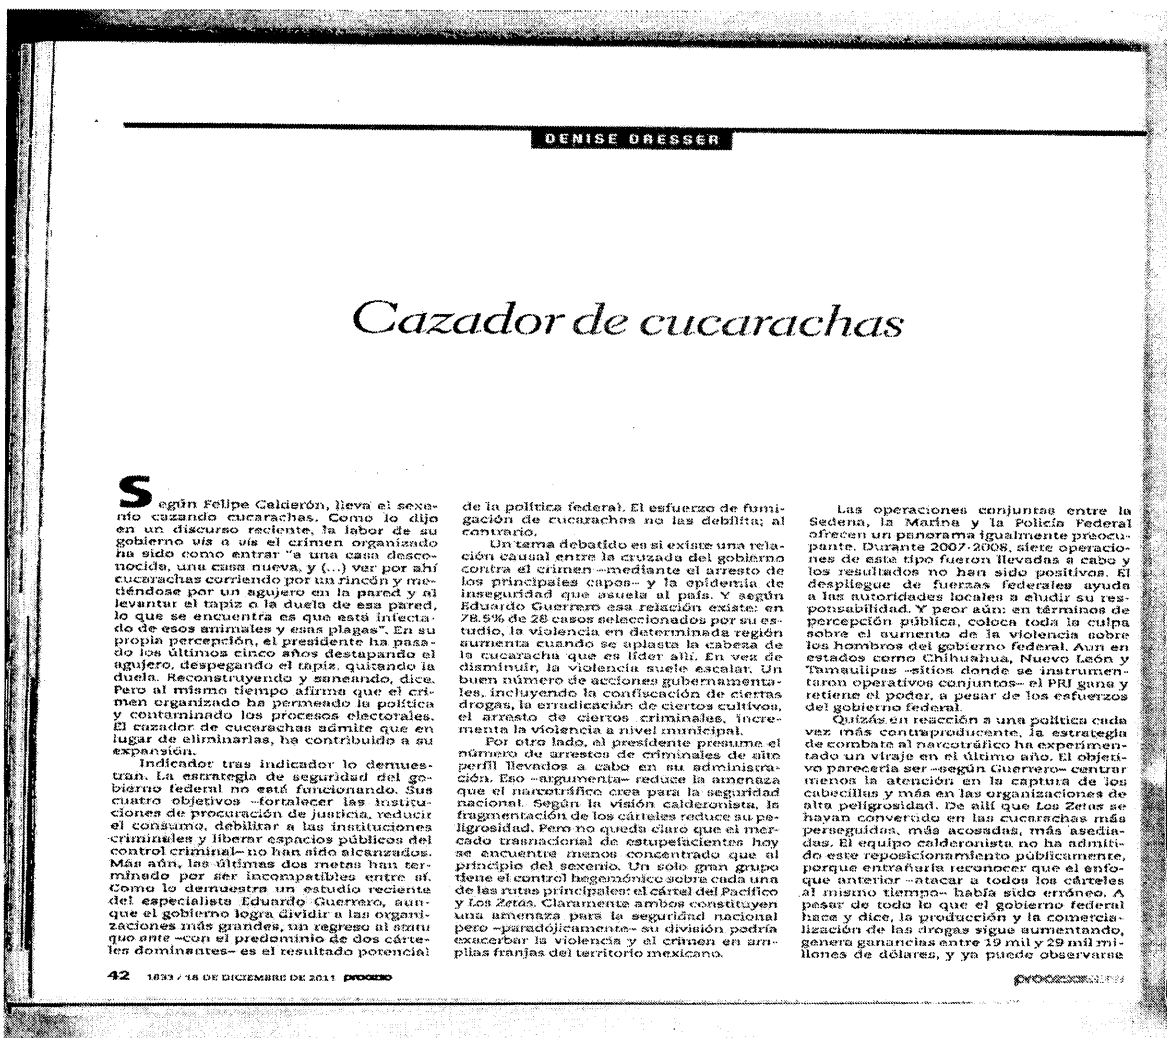 DENISE DRESSER
Cazador de cucarachas
Según Felipe Calderón, lleva el sexe-
nio cazando cucarachas. Como lo dijo
en un discurso reciente, la labor de su
gobierno vis a vis el crimen organizado
ha sido como entrar "a una casa desco-
nocida, una casa nueva, y (...) ver por ahí
cucarachas corriendo por un rincón y me-
tiéndose por un agujero en la pared y al
levantar el tapiz o la duela de esa pared,
lo que se encuentra es que está infecta-
do de esos animales y esas plagas". En su
propia percepción, el presidente ha pasa-
do los últimos cinco años destapando el
agujero, despegando el tapiz, quitando la
duela. Reconstruyendo y saneando, dice.
Pero al mismo tiempo afirma que el cri-
men organizado ha permeado la política
y contaminado los procesos electorales.
El cazador de cucarachas admite que en
lugar de eliminarlas, ha contribuido a su
expansión.
Indicador tras indicador lo demues-
tran. La estrategia de seguridad del go-
bierno federal no está funcionando. Sus
cuatro objetivos –fortalecer las institu-
ciones de procuración de justicia, reducir
el consumo, debilitar a las instituciones
criminales y liberar espacios públicos del
control criminal– no han sido alcanzados.
Más aún, las últimas dos metas han ter-
minado por ser incompatibles entre sí.
Como lo demuestra un estudio reciente
del especialista Eduardo Guerrero, aun-
que el gobierno logra dividir a las organi-
zaciones más grandes, un regreso al statu
quo ante –con el predominio de dos cárte-
les dominantes– es el resultado potencial
de la política federal. El esfuerzo de fumi-
gación de cucarachas no las debilita; al
contrario.
Un tema debatido es si existe una rela-
ción causal entre la cruzada del gobierno
contra el crimen –mediante el arresto de
los principales capos– y la epidemia de
inseguridad que asuela al país. Y según
Eduardo Guerrero esa relación existe: en
78.5% de 28 casos seleccionados por su es-
tudio, la violencia en determinada región
aumenta cuando se aplasta la cabeza de
la cucaracha que es líder allí. En vez de
disminuir, la violencia suele escalar. Un
buen número de acciones gubernamenta-
les, incluyendo la confiscación de ciertas
drogas, la erradicación de ciertos cultivos,
el arresto de ciertos criminales, incre-
menta la violencia a nivel municipal.
Por otro lado, el presidente presume el
número de arrestos de criminales de alto
perfil llevados a cabo en su administra-
ción. Eso –argumenta– reduce la amenaza
que el narcotráfico crea para la seguridad
nacional. Según la visión calderonista, la
fragmentación de los cárteles reduce su pe-
ligrosidad. Pero no queda claro que el mer-
cado trasnacional de estupefacientes hoy
se encuentre menos concentrado que al
principio del sexenio. Un solo gran grupo
tiene el control hegemónico sobre cada una
de las rutas principales: el cártel del Pacífico
y Los Zetas. Claramente ambos constituyen
una amenaza para la seguridad nacional
pero –paradójicamente– su división podría
exacerbar la violencia y el crimen en am-
plias franjas del territorio mexicano.
Las operaciones conjuntas entre la
Sedena, la Marina y la Policía Federal
ofrecen un panorama igualmente preocu-
pante. Durante 2007-2008, siete operacio-
nes de este tipo fueron llevadas a cabo y
los resultados no han sido positivos. El
despliegue de fuerzas federales ayuda
a las autoridades locales a eludir su res-
ponsabilidad. Y peor aún: en términos de
percepción pública, coloca toda la culpa
sobre el aumento de la violencia sobre
los hombros del gobierno federal. Aun en
estados como Chihuahua, Nuevo León y
Tamaulipas –sitios donde se instrumen-
taron operativos conjuntos– el PRI gana y
retiene el poder, a pesar de los esfuerzos
del gobierno federal.
Quizás en reacción a una política cada
vez más contraproducente, la estrategia
de combate al narcotráfico ha experimen-
tado un viraje en el último año. El objeti-
vo parecería ser –según Guerrero– centrar
menos la atención en la captura de los
cabecillas y más en las organizaciones de
alta peligrosidad. De allí que Los Zetas se
hayan convertido en las cucarachas más
perseguidas, más acosadas, más asedia-
das. El equipo calderonista no ha admiti-
do este reposicionamiento públicamente,
porque entrañaría reconocer que el enfo-
que anterior –atacar a todos los cárteles
al mismo tiempo– había sido erróneo. A
pesar de todo lo que el gobierno federal
hace y dice, la producción y la comercia-
lización de las drogas sigue aumentando,
genera ganancias entre 19 mil y 29 mil mi-
llones de dólares, y ya puede observarse
42 1833 / 18 DE DICIEMBRE DE 2011 proceso